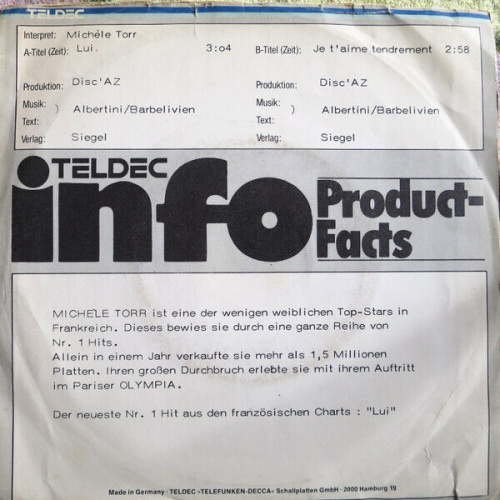 TELDEC
Interpret: Michéle Torr
A-Titel (Zeit): Lui. 3:o4 B-Titel (Zeit): Je t'aime tendrement 2:58
Produktion: Disc'AZ Produktion: Disc'AZ
Musik: ) Musik: )
Albertini/Barbelivien Albertini/Barbelivien
Text: Text:
Verlag: Siegel Verlag: Siegel
TELDEC
info Product-
Facts
MICHELE TORR ist eine der wenigen weiblichen Top-Stars in
Frankreich. Dieses bewies sie durch eine ganze Reihe von
Nr. 1 Hits.
Allein in einem Jahr verkaufte sie mehr als 1,5 Millionen
Platten. Ihren großen Durchbruch erlebte sie mit ihrem Auftritt
im Pariser OLYMPIA.
Der neueste Nr. 1 Hit aus den französischen Charts : "Lui"
Made in Germany · TELDEC »TELEFUNKEN-DECCA« Schallplatten GmbH · 2000 Hamburg 19